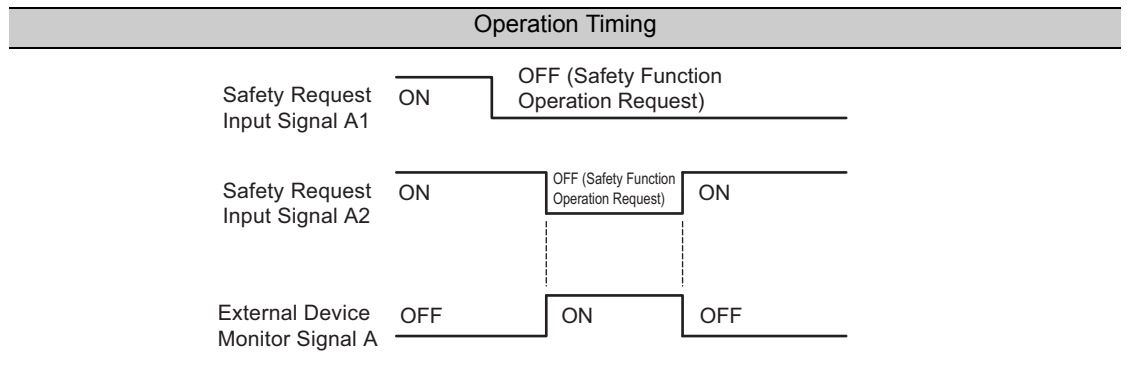 Operation Timing
Safety Request
Input Signal A1
ON
OFF (Safety Function
Operation Request)
Safety Request
Input Signal A2
ON
OFF (Safety Function
Operation Request)
ON
External Device
Monitor Signal A
OFF
ON
OFF